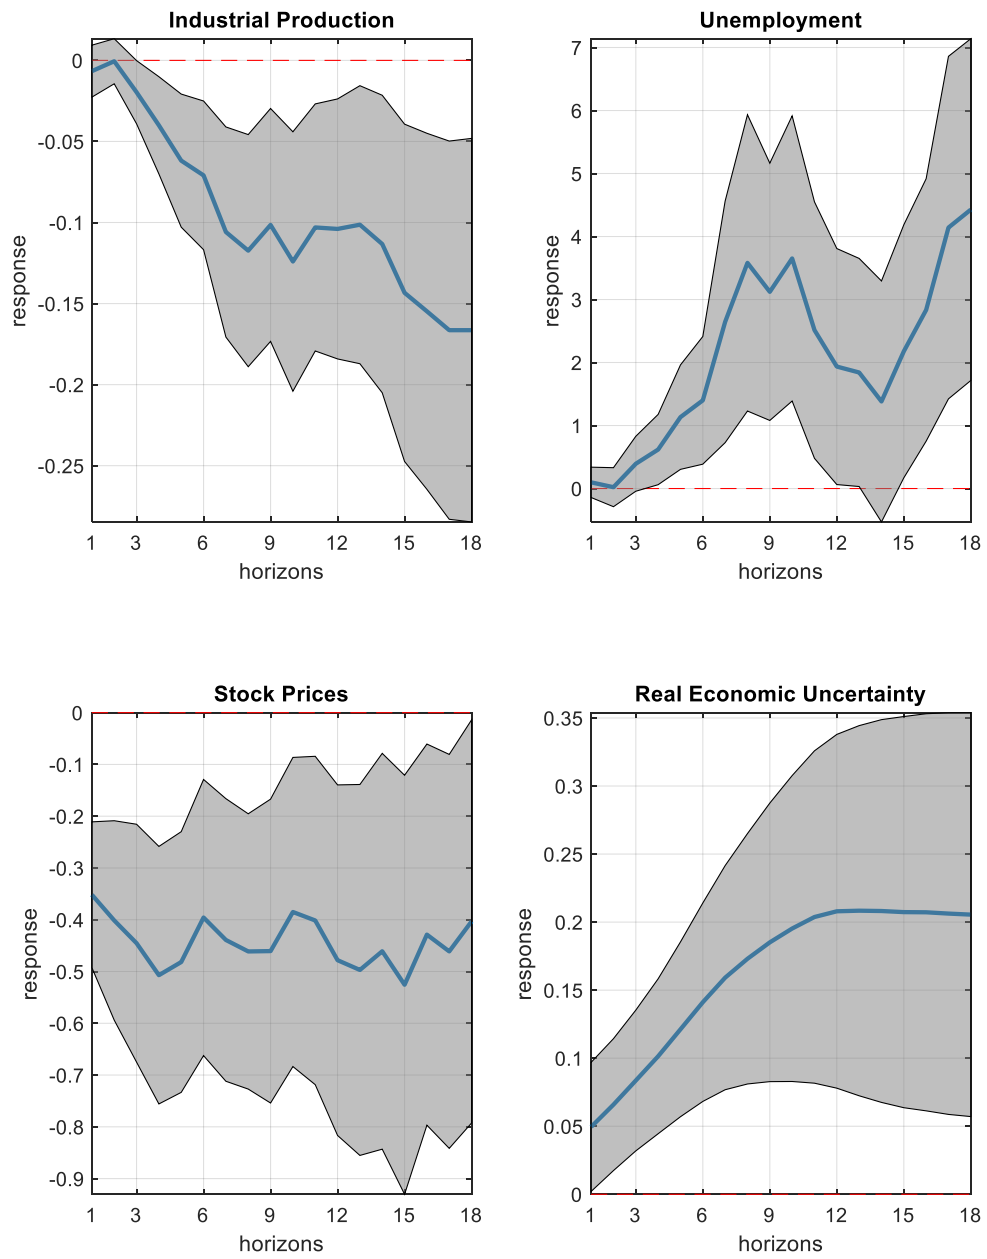 Industrial Production
0
-0.05
-0.1
-0.15
-0.2
-0.25
response
1 3 6 9 12 15 18
horizons
Unemployment
7
6
5
4
3
2
1
0
response
1 3 6 9 12 15 18
horizons
Stock Prices
0
-0.1
-0.2
-0.3
-0.4
-0.5
-0.6
-0.7
-0.8
-0.9
response
1 3 6 9 12 15 18
horizons
Real Economic Uncertainty
0.35
0.3
0.25
0.2
0.15
0.1
0.05
0
response
1 3 6 9 12 15 18
horizons